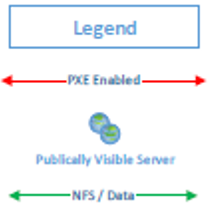 Legend
PXE Enabled
Publically Visible Server
NFS / Data